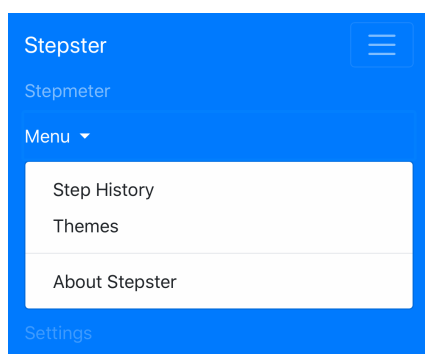 Stepster
Stepmeter
Menu
Step History
Themes
About Stepster
Settings